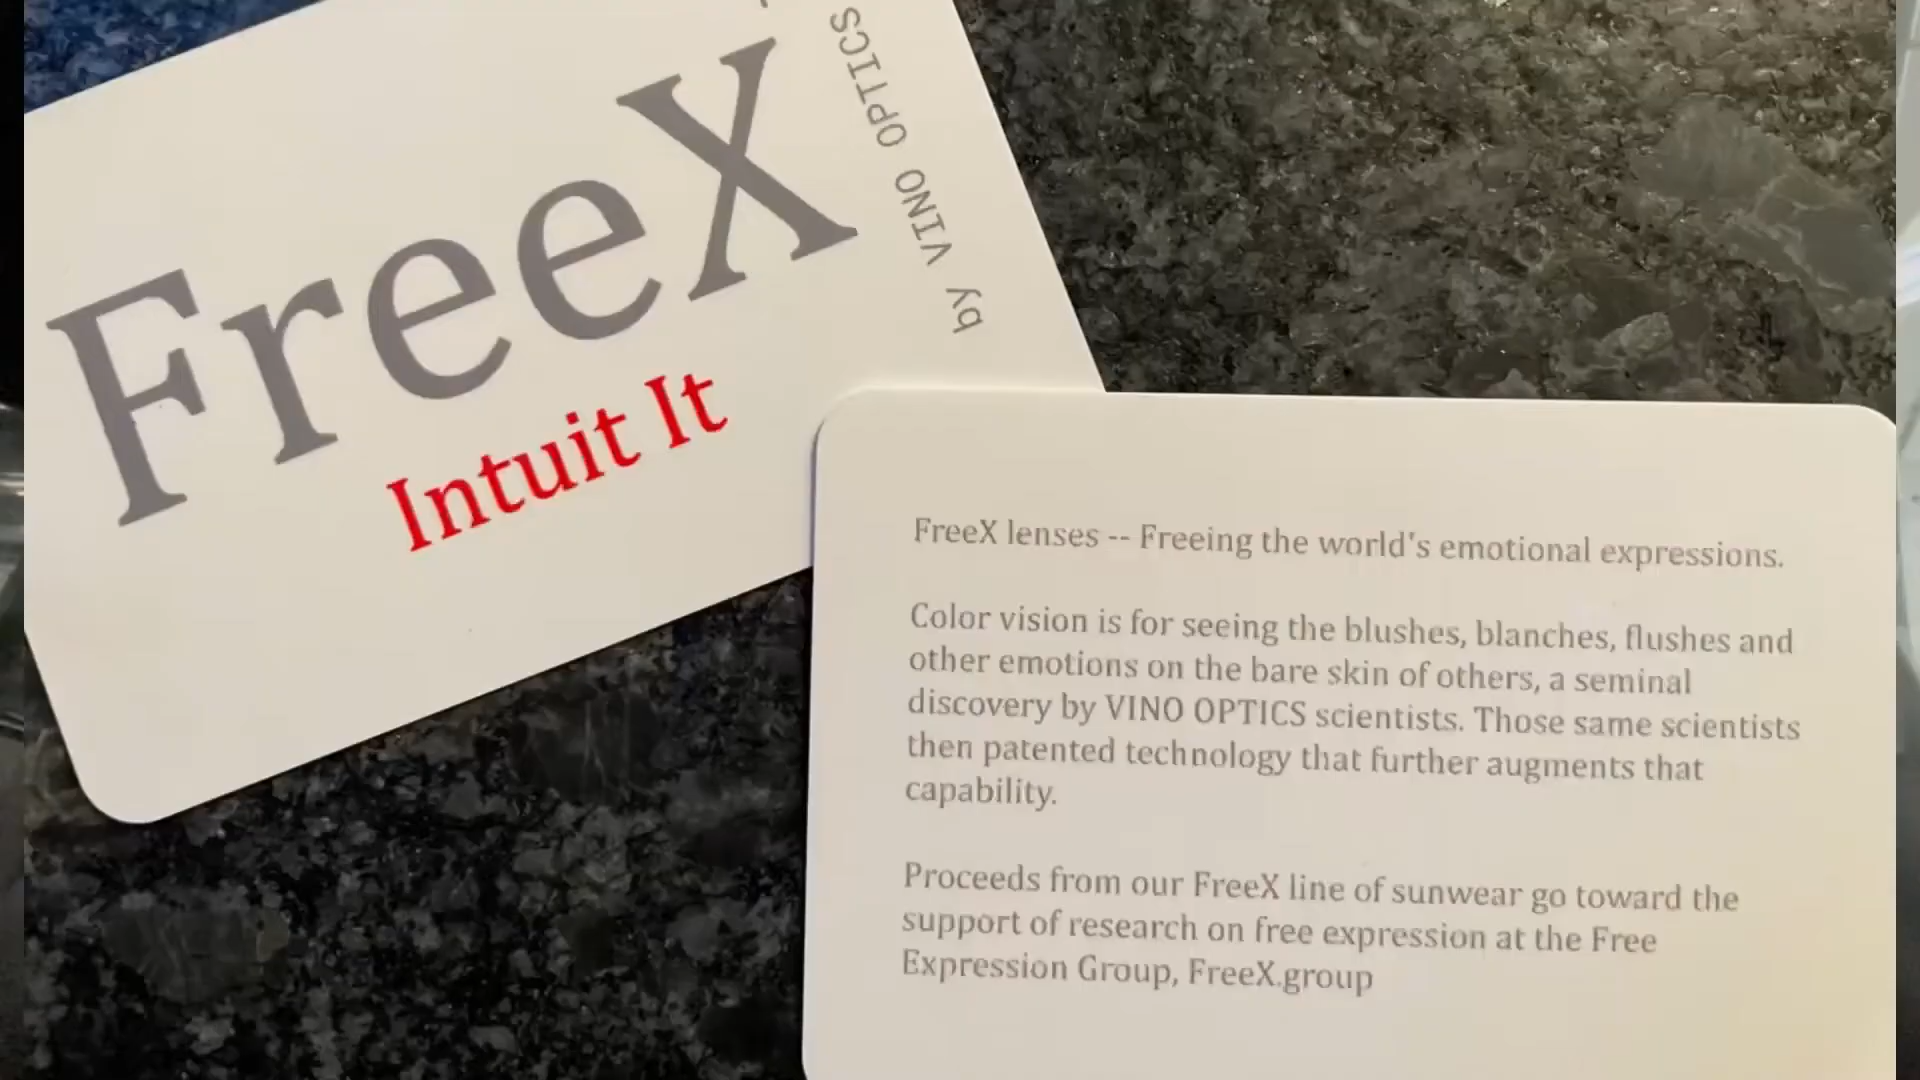 FreeX
Intuit It
by VINO OPTICS
FreeX lenses -- Freeing the world's emotional expressions.
Color vision is for seeing the blushes, blanches, flushes and
other emotions on the bare skin of others, a seminal
discovery by VINO OPTICS scientists. Those same scientists
then patented technology that further augments that
capability.
Proceeds from our FreeX line of sunwear go toward the
support of research on free expression at the Free
Expression Group, FreeX.group